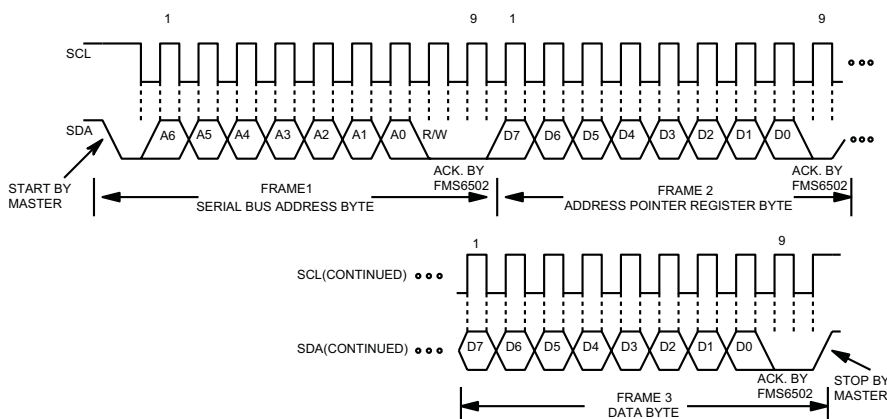 1 9 1 9
SCL
SDA A6 A5 A4 A3 A2 A1 A0 R/W D7 D6 D5 D4 D3 D2 D1 D0
START BY
MASTER
ACK. BY
FMS6502
ACK. BY
FMS6502
FRAME1
SERIAL BUS ADDRESS BYTE
FRAME 2
ADDRESS POINTER REGISTER BYTE
1 9
SCL(CONTINUED)
SDA(CONTINUED) D7 D6 D5 D4 D3 D2 D1 D0
ACK. BY
FMS6502
STOP BY
MASTER
FRAME 3
DATA BYTE